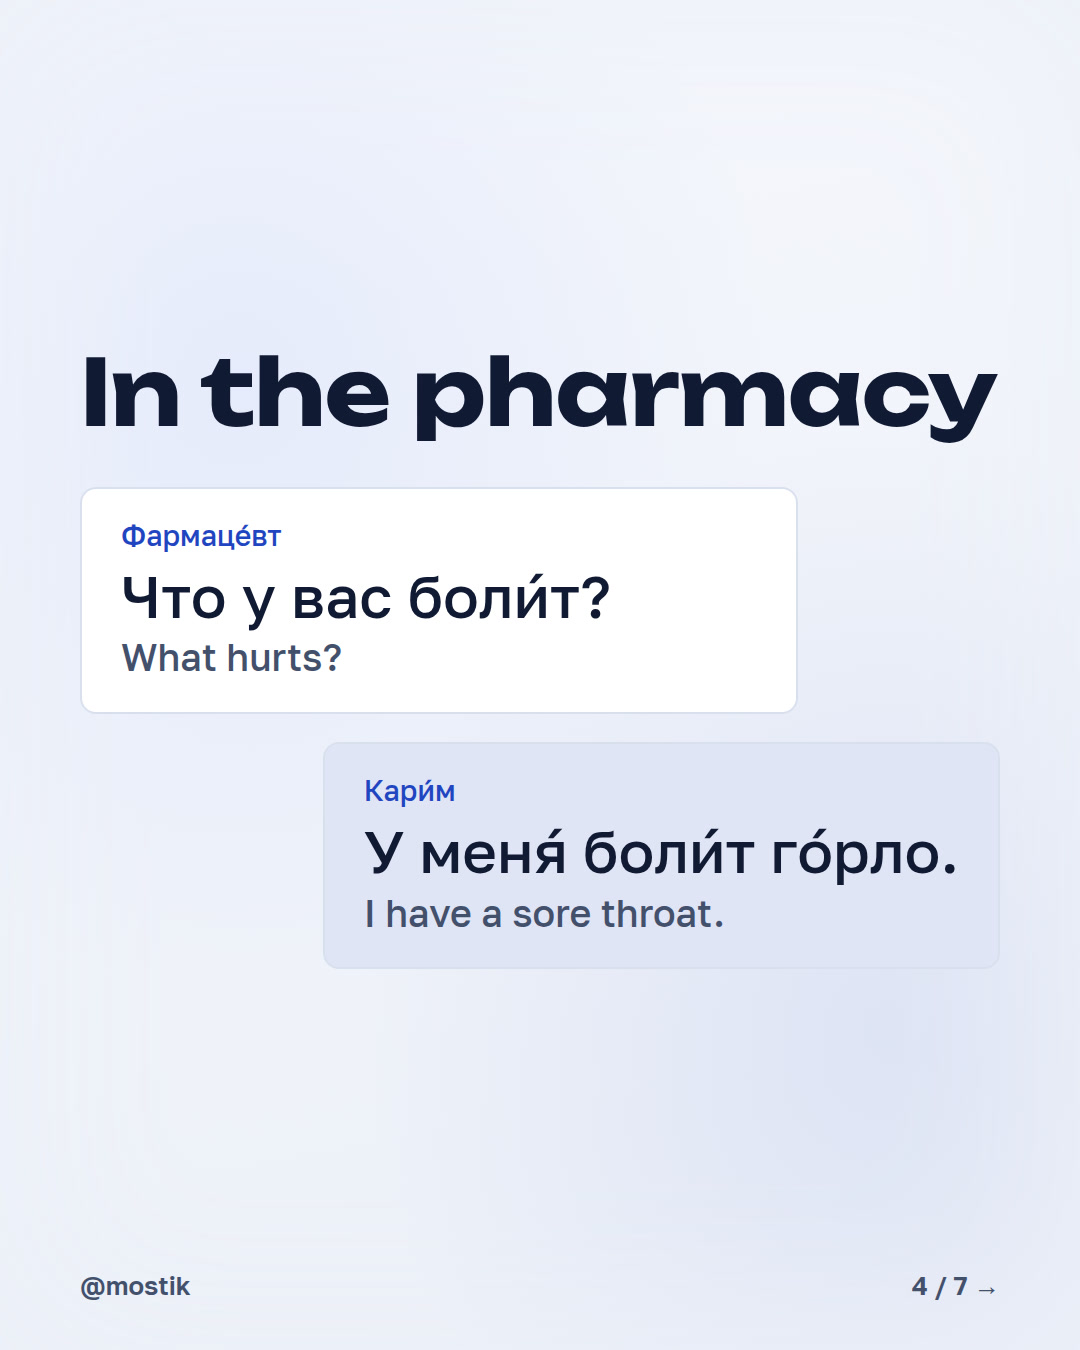 In the pharmacy
Фармаце́вт
Что у вас боли́т?
What hurts?
Кари́м
У меня́ боли́т го́рло.
I have a sore throat.
@mostik
4 / 7 →